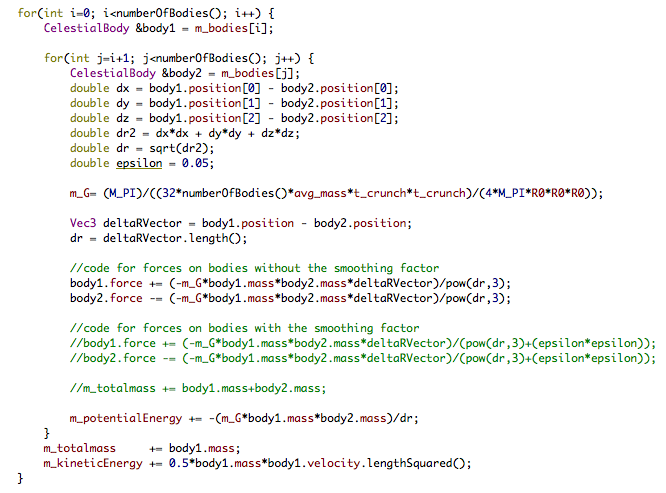 for(int i=0; i<numberOfBodies(); i++) {
    CelestialBody &body1 = m_bodies[i];
    for(int j=i+1; j<numberOfBodies(); j++) {
        CelestialBody &body2 = m_bodies[j];
        double dx = body1.position[0] - body2.position[0];
        double dy = body1.position[1] - body2.position[1];
        double dz = body1.position[2] - body2.position[2];
        double dr2 = dx*dx + dy*dy + dz*dz;
        double dr = sqrt(dr2);
        double epsilon = 0.05;
        m_G= (M_PI)/((32*numberOfBodies()*avg_mass*t_crunch*t_crunch)/(4*M_PI*R0*R0*R0));
        Vec3 deltaRVector = body1.position - body2.position;
        dr = deltaRVector.length();
        //code for forces on bodies without the smoothing factor
        body1.force += (-m_G*body1.mass*body2.mass*deltaRVector)/pow(dr,3);
        body2.force -= (-m_G*body1.mass*body2.mass*deltaRVector)/pow(dr,3);
        //code for forces on bodies with the smoothing factor
        //body1.force += (-m_G*body1.mass*body2.mass*deltaRVector)/(pow(dr,3)+(epsilon*epsilon));
        //body2.force -= (-m_G*body1.mass*body2.mass*deltaRVector)/(pow(dr,3)+(epsilon*epsilon));
        //m_totalmass += body1.mass+body2.mass;
        m_potentialEnergy += -(m_G*body1.mass*body2.mass)/dr;
    }
    m_totalmass     += body1.mass;
    m_kineticEnergy += 0.5*body1.mass*body1.velocity.lengthSquared();
}